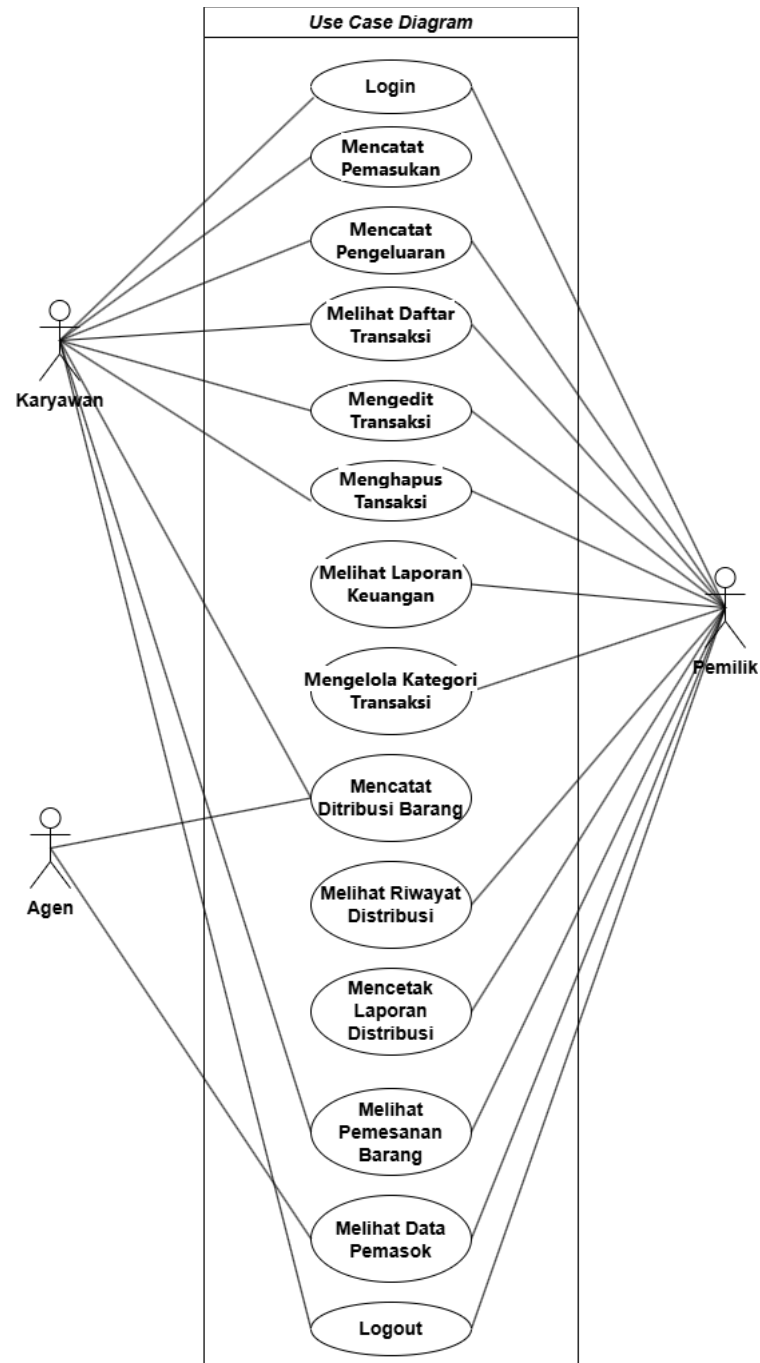 Use Case Diagram
Login
Mencatat
Pemasukan
Mencatat
Pengeluaran
Melihat Daftar
Transaksi
Karyawan
Mengedit
Transaksi
Menghapus
Tansaksi
Melihat Laporan
Keuangan
Pemilik
Mengelola Kategori
Transaksi
Mencatat
Ditribusi Barang
Agen
Melihat Riwayat
Distribusi
Mencetak
Laporan
Distribusi
Melihat
Pemesanan
Barang
Melihat Data
Pemasok
Logout